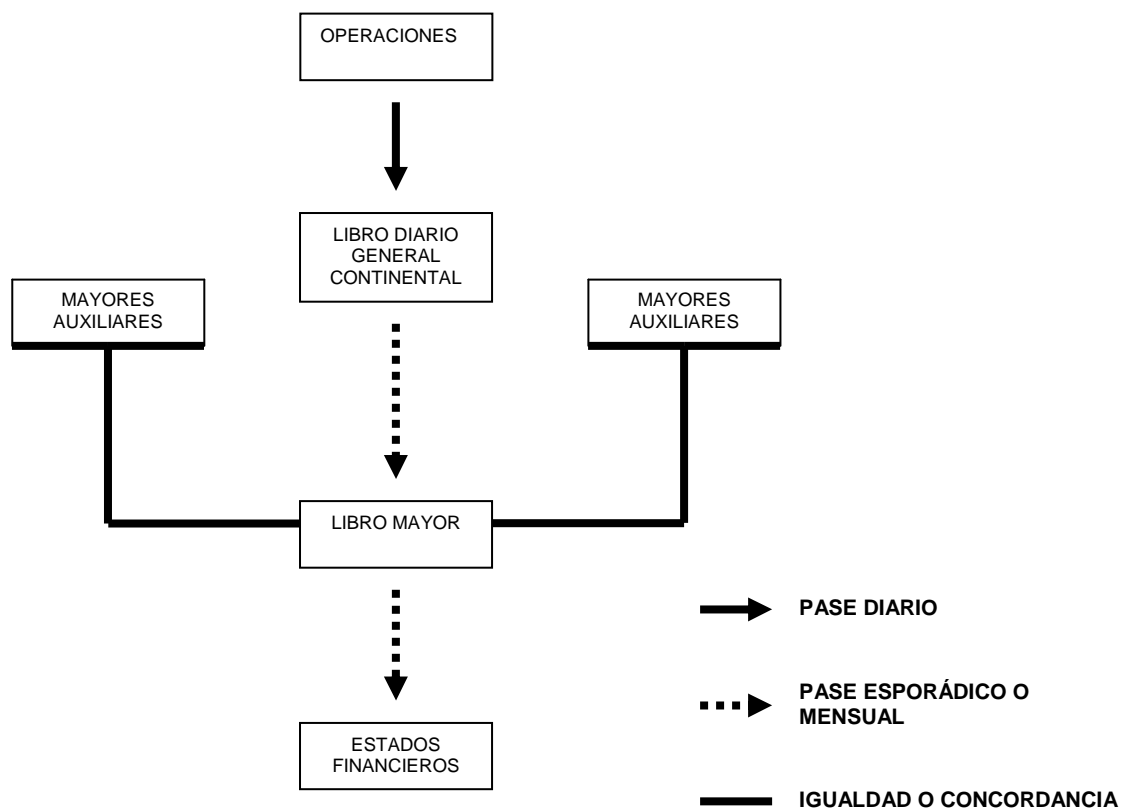 OPERACIONES
LIBRO DIARIO
GENERAL
CONTINENTAL
MAYORES
AUXILIARES
MAYORES
AUXILIARES
LIBRO MAYOR
PASE DIARIO
PASE ESPORÁDICO O
MENSUAL
ESTADOS
FINANCIEROS
IGUALDAD O CONCORDANCIA